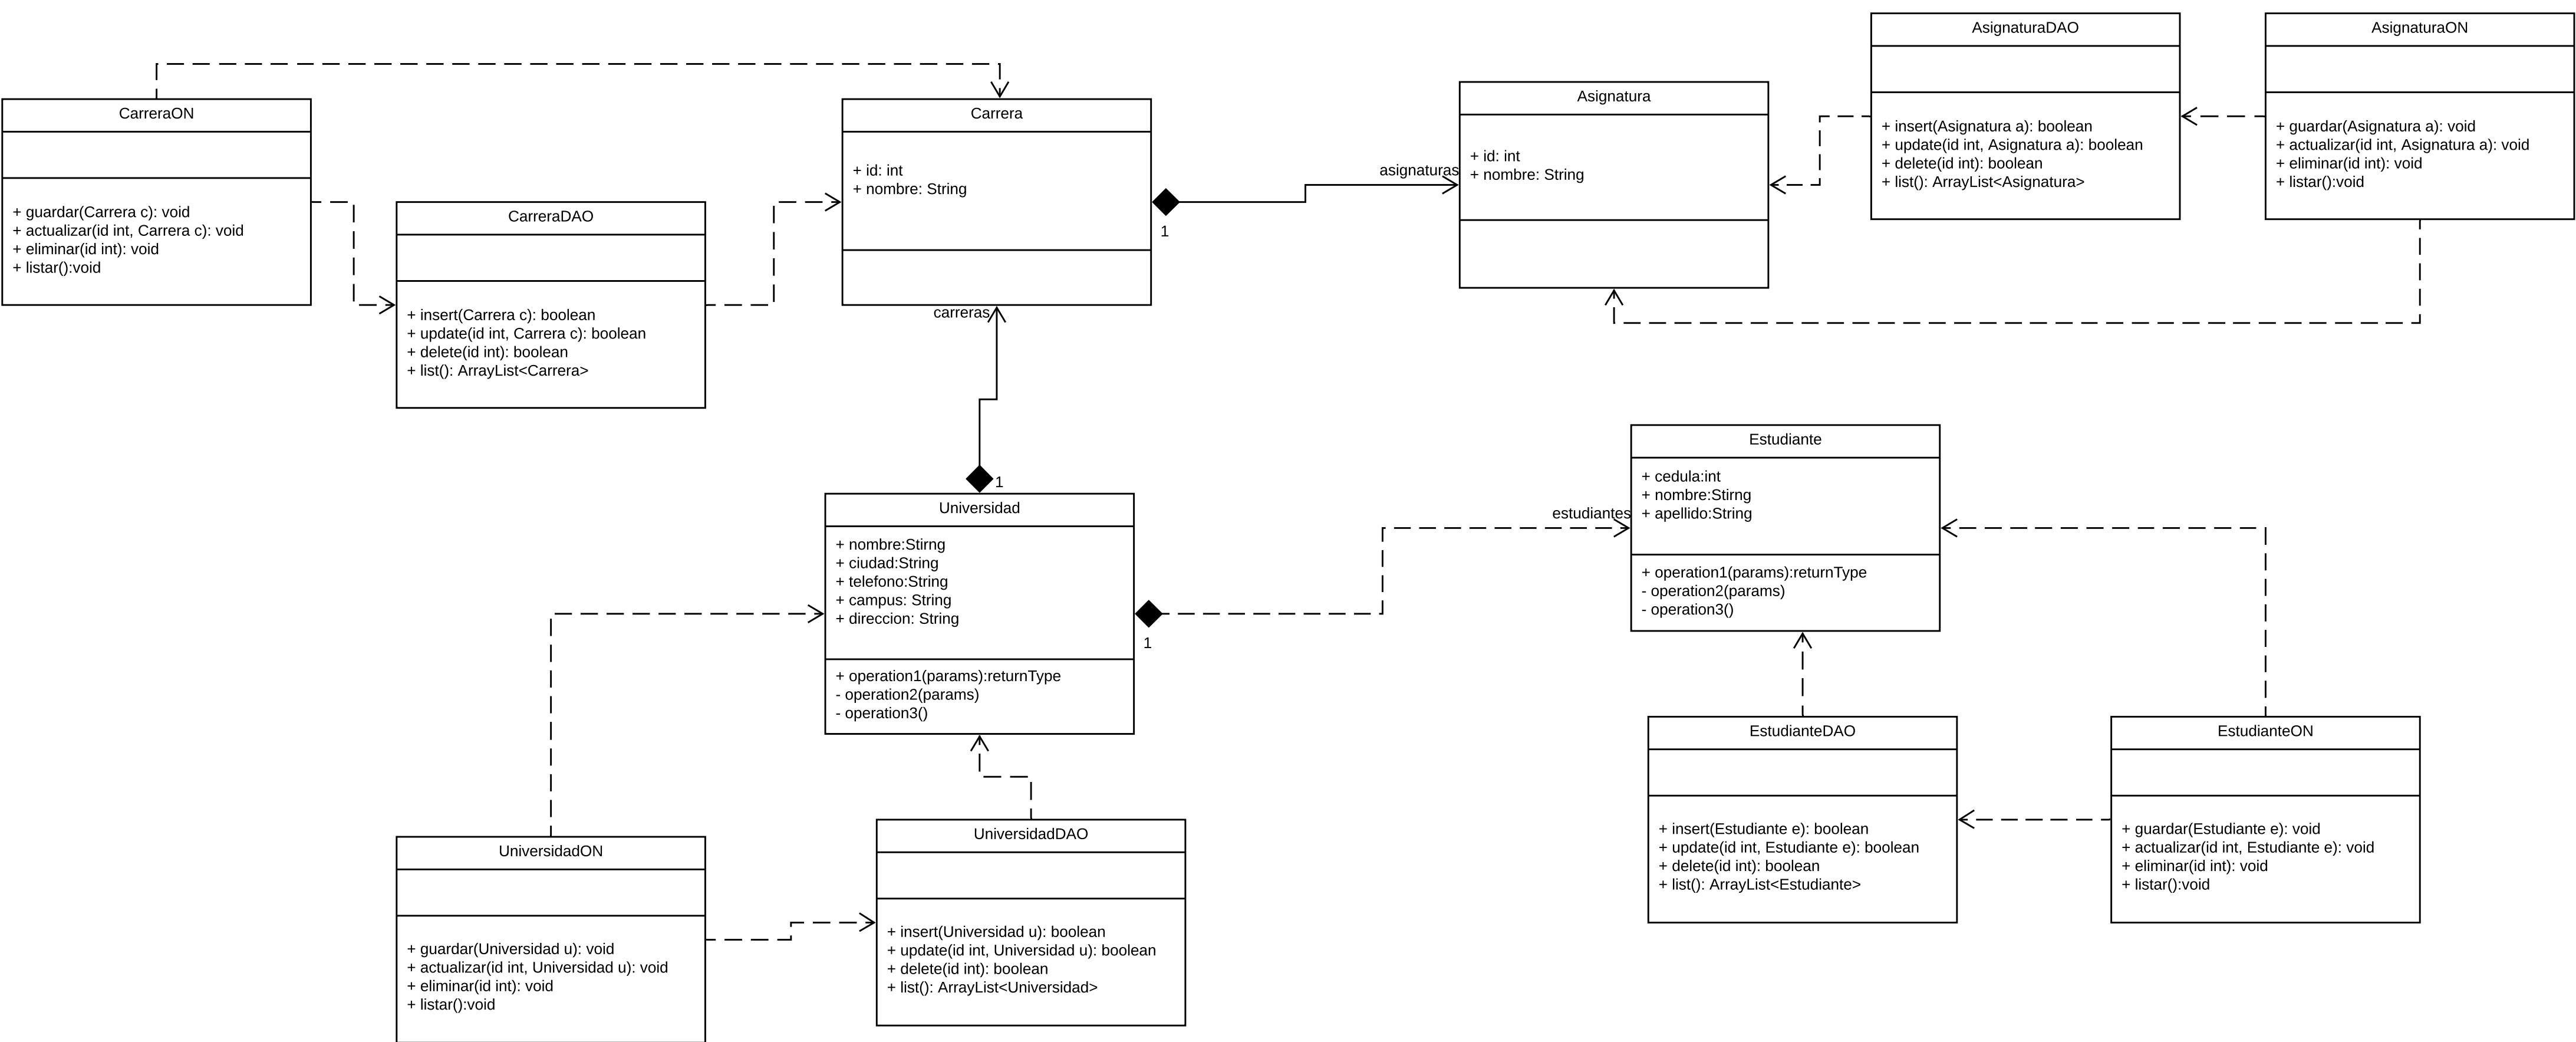 CarreraON
+ guardar(Carrera c): void
+ actualizar(id int, Carrera c): void
+ eliminar(id int): void
+ listar():void
CarreraDAO
+ insert(Carrera c): boolean
+ update(id int, Carrera c): boolean
+ delete(id int): boolean
+ list(): ArrayList<Carrera>
Carrera
+ id: int
+ nombre: String
1
asignaturas
carreras
Asignatura
+ id: int
+ nombre: String
AsignaturaDAO
+ insert(Asignatura a): boolean
+ update(id int, Asignatura a): boolean
+ delete(id int): boolean
+ list(): ArrayList<Asignatura>
AsignaturaON
+ guardar(Asignatura a): void
+ actualizar(id int, Asignatura a): void
+ eliminar(id int): void
+ listar():void
1
Universidad
+ nombre:Stirng
+ ciudad:String
+ telefono:String
+ campus: String
+ direccion: String
+ operation1(params):returnType
- operation2(params)
- operation3()
1
estudiantes
Estudiante
+ cedula:int
+ nombre:Stirng
+ apellido:String
+ operation1(params):returnType
- operation2(params)
- operation3()
UniversidadON
+ guardar(Universidad u): void
+ actualizar(id int, Universidad u): void
+ eliminar(id int): void
+ listar():void
UniversidadDAO
+ insert(Universidad u): boolean
+ update(id int, Universidad u): boolean
+ delete(id int): boolean
+ list(): ArrayList<Universidad>
EstudianteDAO
+ insert(Estudiante e): boolean
+ update(id int, Estudiante e): boolean
+ delete(id int): boolean
+ list(): ArrayList<Estudiante>
EstudianteON
+ guardar(Estudiante e): void
+ actualizar(id int, Estudiante e): void
+ eliminar(id int): void
+ listar():void